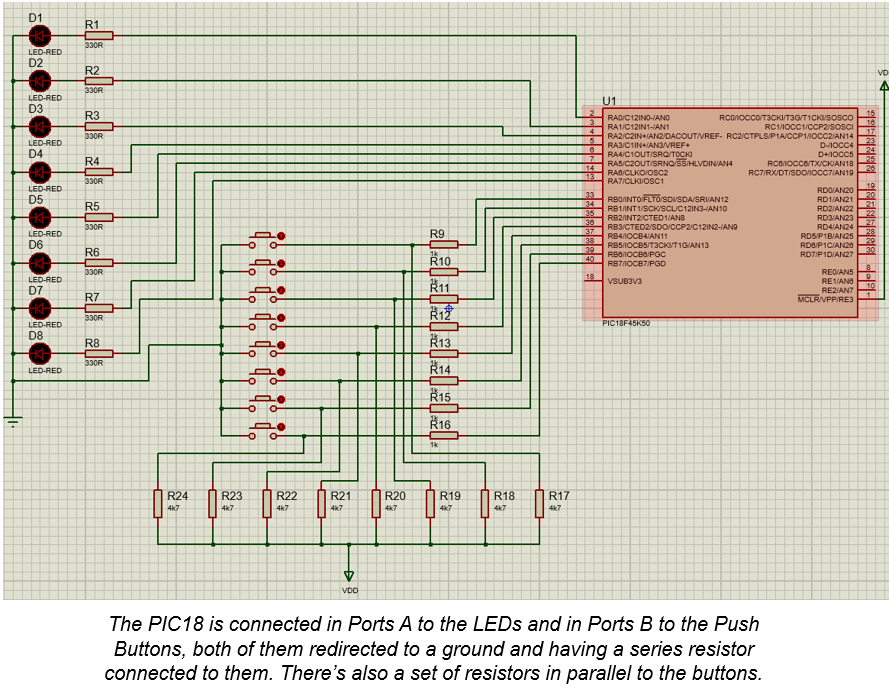 D1
LED-RED
R1
330R
D2
LED-RED
R2
330R
D3
LED-RED
R3
330R
D4
LED-RED
R4
330R
D5
LED-RED
R5
330R
D6
LED-RED
R6
330R
D7
LED-RED
R7
330R
D8
LED-RED
R8
330R
U1
2 RA0/C12IN0-/AN0
3 RA1/C12IN1-/AN1
4 RA2/C2IN+/AN2/DACOUT/VREF-
5 RA3/C1IN+/AN3/VREF+
6 RA4/C1OUT/SRQ/T0CKI
7 RA5/C2OUT/SRNQ/SS/HLVDIN/AN4
14 RA6/CLKO/OSC2
13 RA7/CLKI/OSC1
33 RB0/INT0/FLT0/SDI/SDA/SRI/AN12
34 RB1/INT1/SCK/SCL/C12IN3-/AN10
35 RB2/INT2/CTED1/AN8
36 RB3/CTED2/SDO/CCP2/C12IN2-/AN9
37 RB4/IOCB4/AN11
38 RB5/IOCB5/T3CKI/T1G/AN13
39 RB6/IOCB6/PGC
40 RB7/IOCB7/PGD
18 VSUB3V3
RC0/IOCC0/T3CKI/T3G/T1CKI/SOSCO 15
RC1/IOCC1/CCP2/SOSCI 16
RC2/CTPLS/P1A/CCP1/IOCC2/AN14 17
D-/IOCC4 23
D+/IOCC5 24
RC6/IOCC6/TX/CK/AN18 25
RC7/RX/DT/SDO/IOCC7/AN19 26
RD0/AN20 19
RD1/AN21 20
RD2/AN22 21
RD3/AN23 22
RD4/AN24 27
RD5/P1B/AN25 28
RD6/P1C/AN26 29
RD7/P1D/AN27 30
RE0/AN5 8
RE1/AN6 9
RE2/AN7 10
MCLR/VPP/RE3 1
PIC18F45K50
VD
R9
1k
R10
1k
R11
1k
R12
1k
R13
1k
R14
1k
R15
1k
R16
1k
R24
4k7
R23
4k7
R22
4k7
R21
4k7
R20
4k7
R19
4k7
R18
4k7
R17
4k7
VDD
The PIC18 is connected in Ports A to the LEDs and in Ports B to the Push
Buttons, both of them redirected to a ground and having a series resistor
connected to them. There's also a set of resistors in parallel to the buttons.